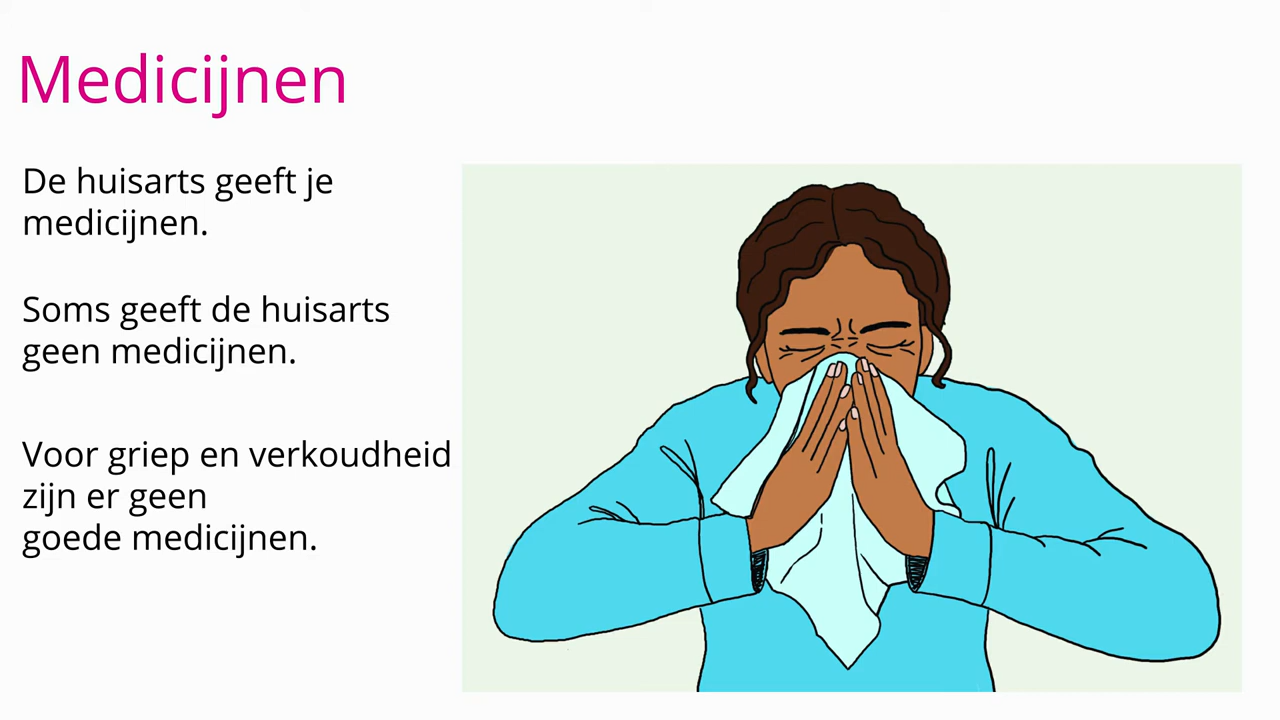 Medicijnen
De huisarts geeft je
medicijnen.
Soms geeft de huisarts
geen medicijnen.
Voor griep en verkoudheid
zijn er geen
goede medicijnen.